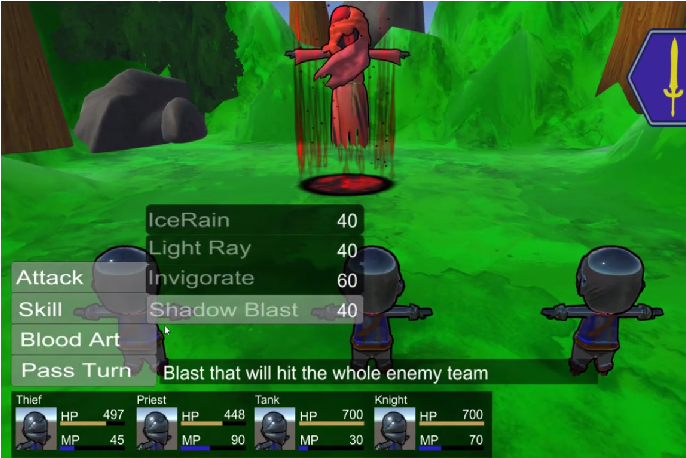 IceRain 40
Light Ray 40
Invigorate 60
Shadow Blast 40
Attack
Skill
Blood Art
Pass Turn
Blast that will hit the whole enemy team
Thief Priest Tank Knight
HP 497 HP 448 HP 700 HP 700
MP 45 MP 90 MP 30 MP 70